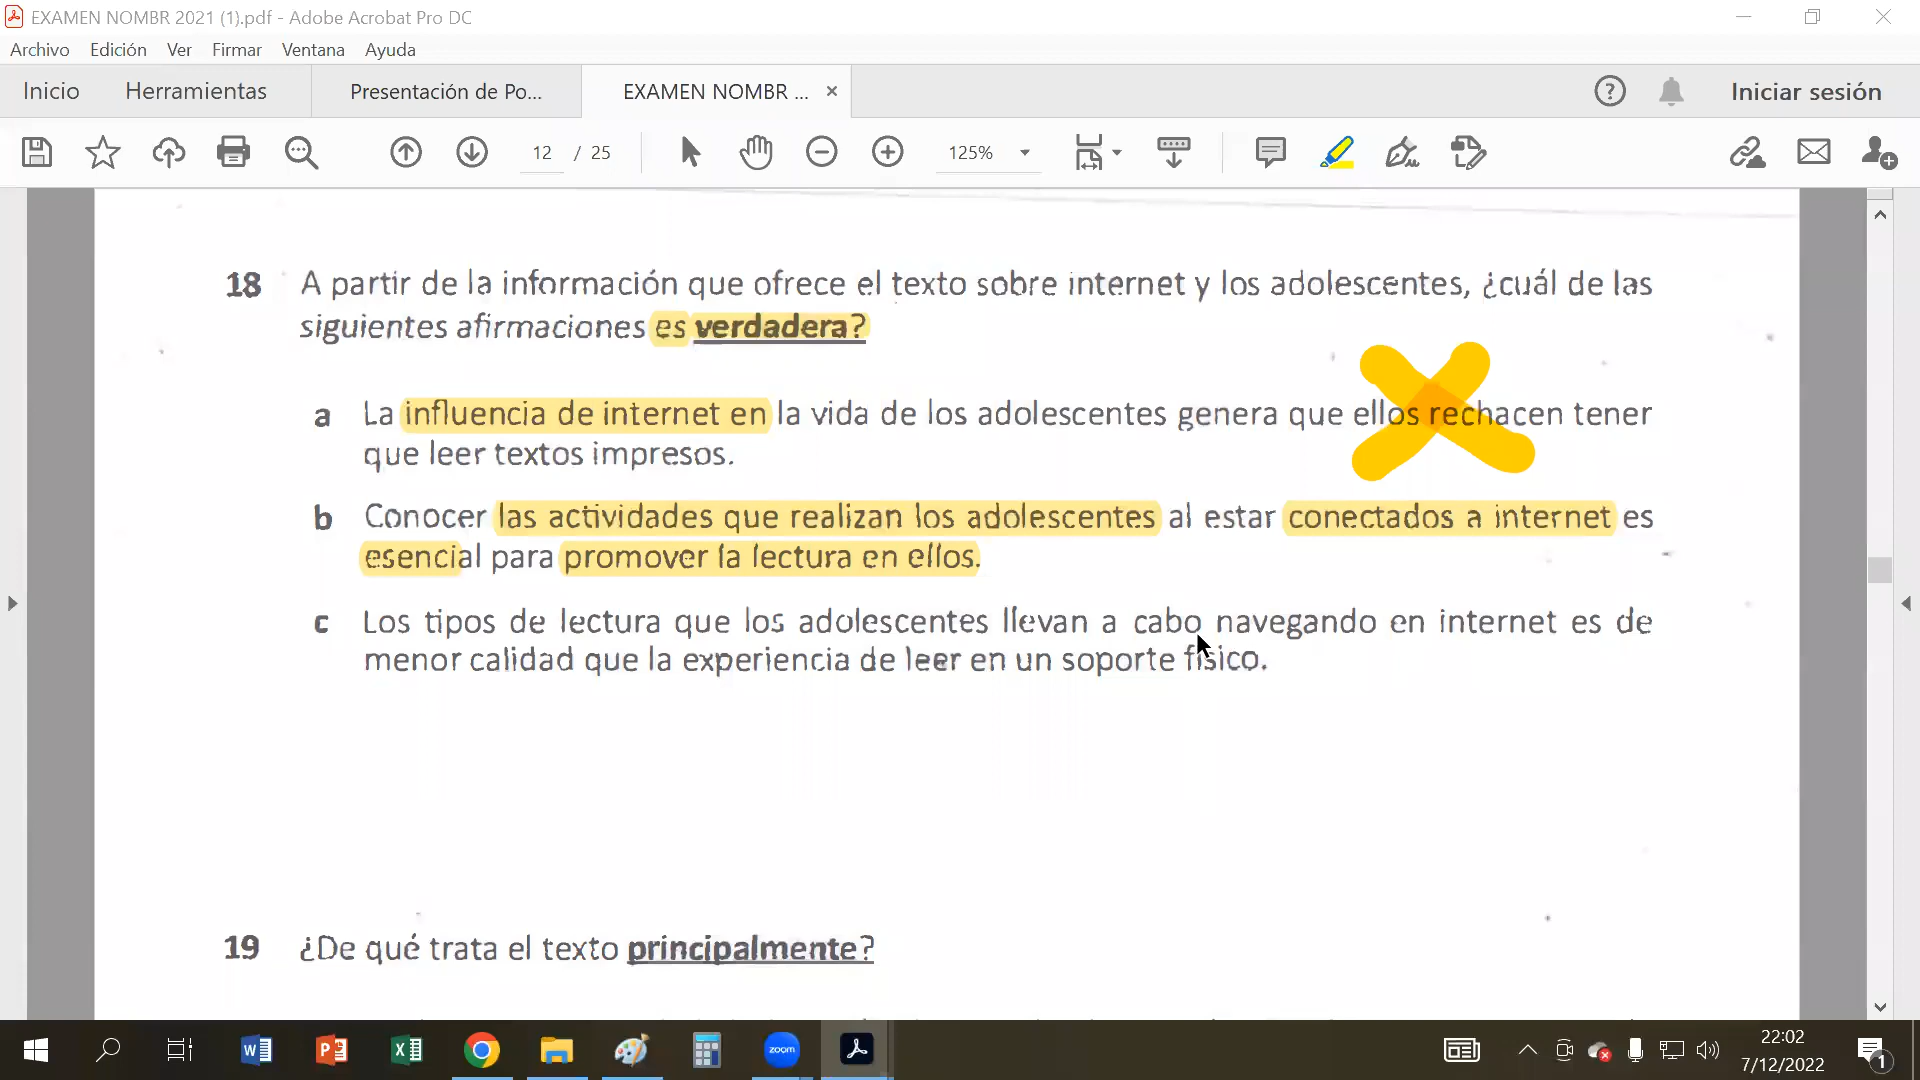 EXAMEN NOMBR 2021 (1).pdf - Adobe Acrobat Pro DC
Archivo Edición Ver Firmar Ventana Ayuda
Inicio Herramientas Presentación de Po... EXAMEN NOMBR ... × Iniciar sesión
12 / 25 125%
18 A partir de la información que ofrece el texto sobre internet y los adolescentes, ¿cuál de las
siguientes afirmaciones es verdadera?
a La influencia de internet en la vida de los adolescentes genera que ellos rechacen tener
que leer textos impresos.
b Conocer las actividades que realizan los adolescentes al estar conectados a internet es
esencial para promover la lectura en ellos.
c Los tipos de lectura que los adolescentes llevan a cabo navegando en internet es de
menor calidad que la experiencia de leer en un soporte físico.
19 ¿De qué trata el texto principalmente?
zoom
22:02
7/12/2022
1